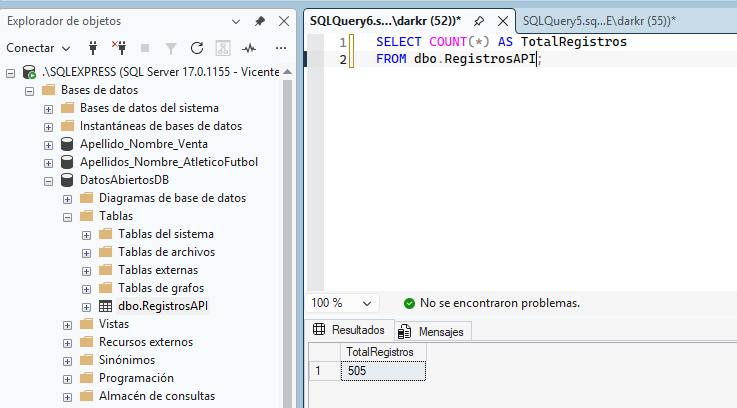 Explorador de objetos
Conectar
.\SQLEXPRESS (SQL Server 17.0.1155 - Vicente
Bases de datos
Bases de datos del sistema
Instantáneas de bases de datos
Apellido_Nombre_Venta
Apellidos_Nombre_AtleticoFutbol
DatosAbiertosDB
Diagramas de base de datos
Tablas
Tablas del sistema
Tablas de archivos
Tablas externas
Tablas de grafos
dbo.RegistrosAPI
Vistas
Recursos externos
Sinónimos
Programación
Almacén de consultas
SQLQuery6.s...\darkr (52))*
SQLQuery5.sq...E\darkr (55))*
1 SELECT COUNT(*) AS TotalRegistros
2 FROM dbo.RegistrosAPI;
100 %
No se encontraron problemas.
Resultados
Mensajes
TotalRegistros
1 505